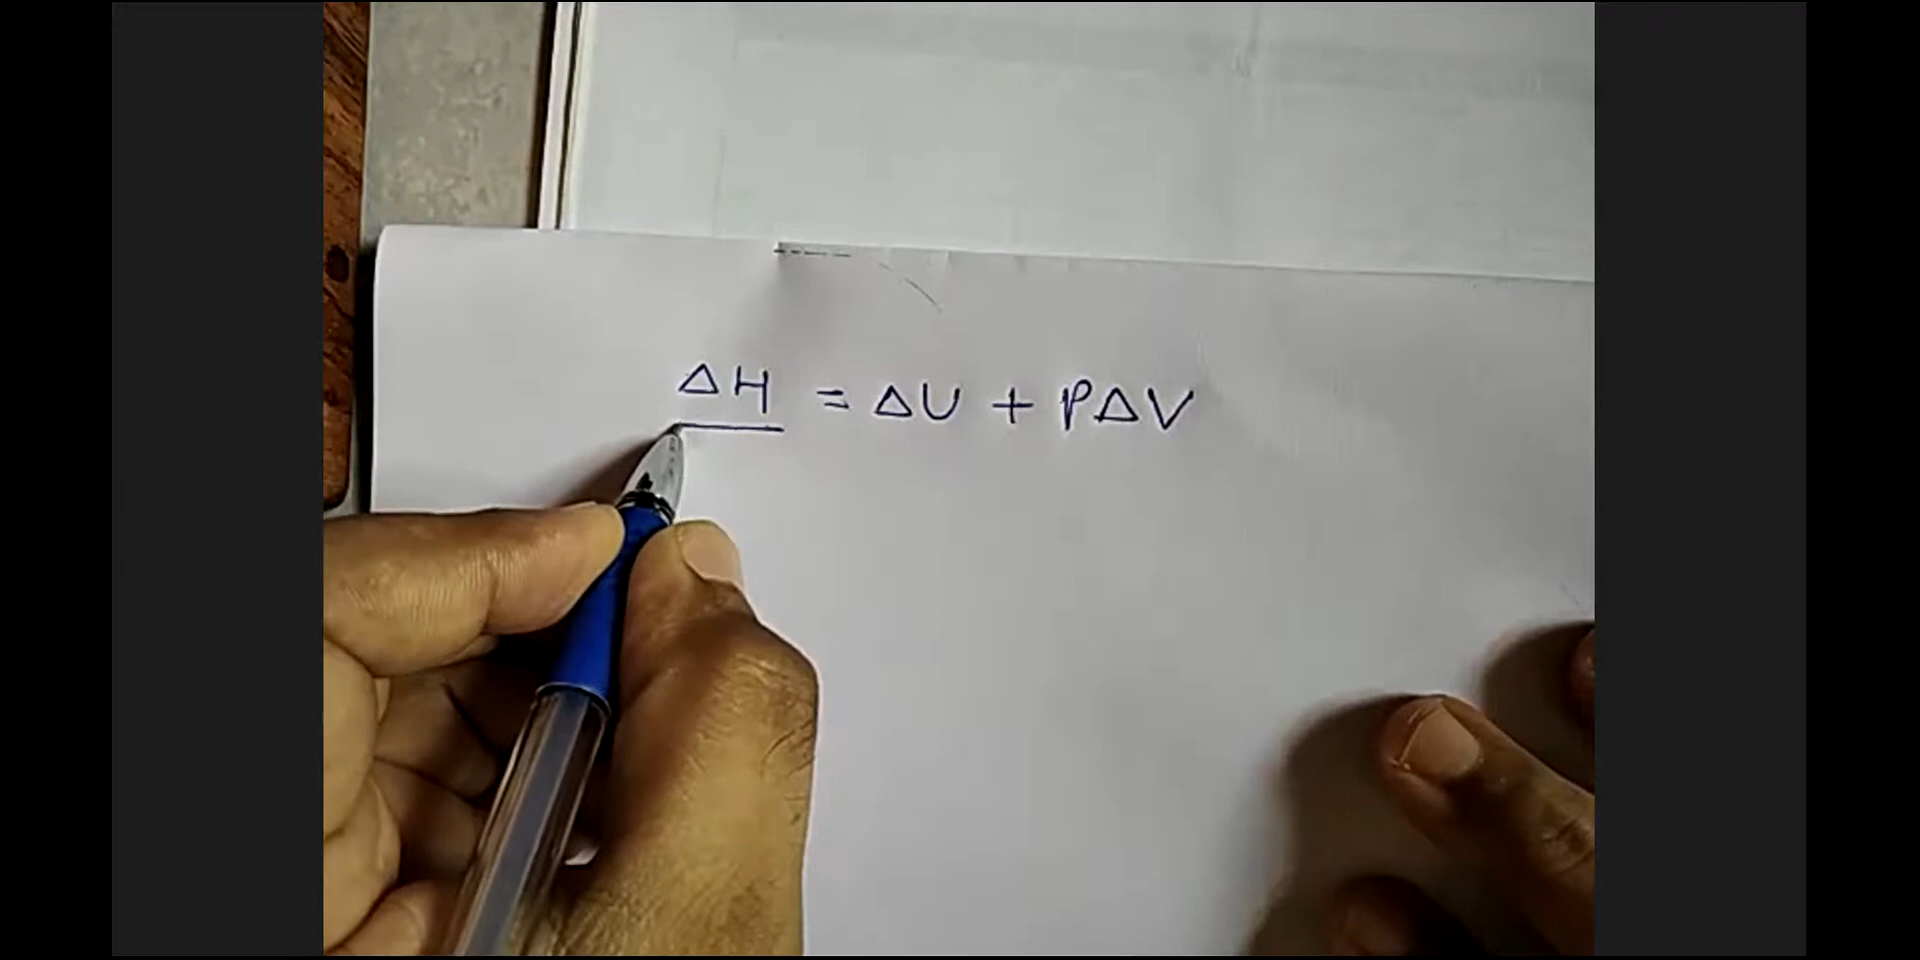 ΔH = ΔU + PΔV